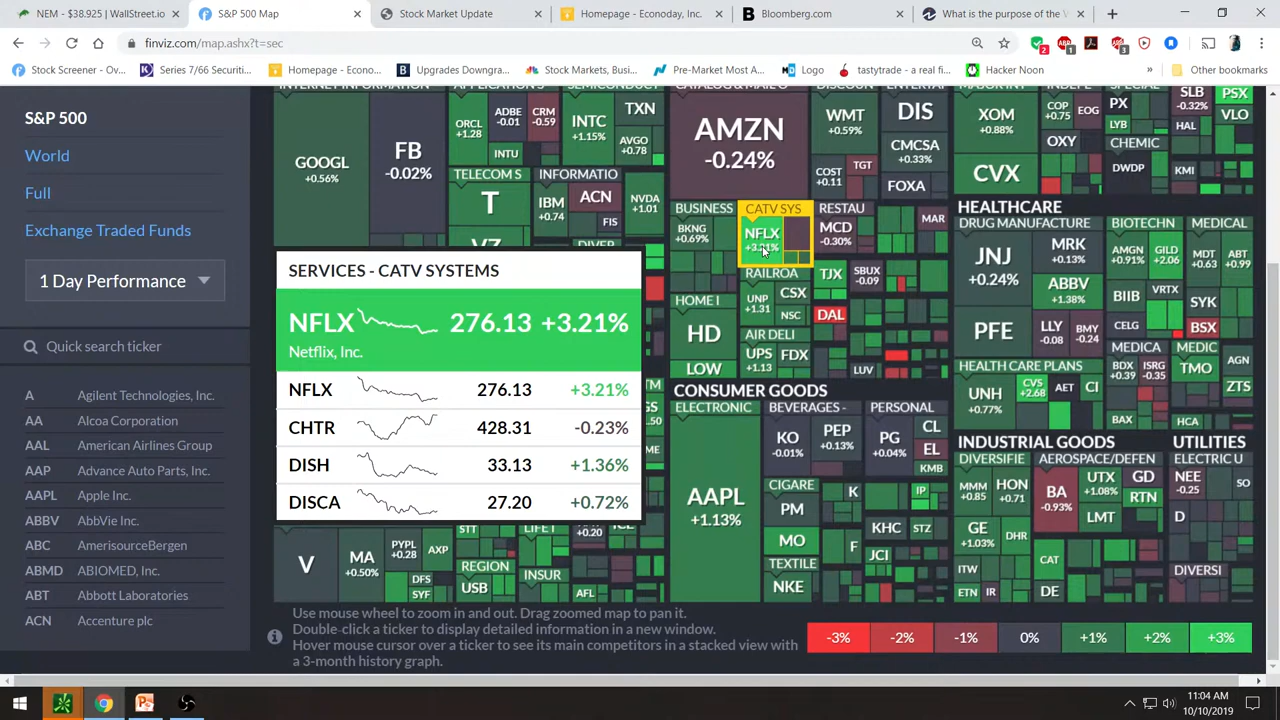 NEM - $38.925 | WallStreet.io
S&P 500 Map
Stock Market Update
Homepage - Econoday, Inc.
Bloomberg.com
What is the purpose of the V
finviz.com/map.ashx?t=sec
Stock Screener - Ov...
Series 7/66 Securiti...
Homepage - Econo...
Upgrades Downgra...
Stock Markets, Busi...
Pre-Market Most A...
Logo
tastytrade - a real fi...
Hacker Noon
Other bookmarks
S&P 500
World
Full
Exchange Traded Funds
1 Day Performance
Quick search ticker
A Agilent Technologies, Inc.
AA Alcoa Corporation
AAL American Airlines Group
AAP Advance Auto Parts, Inc.
AAPL Apple Inc.
ABBV AbbVie Inc.
ABC AmerisourceBergen
ABMD ABIOMED, Inc.
ABT Abbott Laboratories
ACN Accenture plc
INTERNET INFORMATION
GOOGL
+0.56%
FB
-0.02%
ORCL
+1.28
ADBE
-0.01
CRM
-0.59
INTU
INTC
+1.15%
TXN
AVGO
+0.78
TELECOM S
T
VZ
INFORMATIO
IBM
+0.74
ACN
FIS
NVDA
+1.01
DIVER
SERVICES - CATV SYSTEMS
NFLX 276.13 +3.21%
Netflix, Inc.
NFLX 276.13 +3.21%
CHTR 428.31 -0.23%
DISH 33.13 +1.36%
DISCA 27.20 +0.72%
V
MA
+0.50%
PYPL
+0.28
AXP
DFS
SYF
STT
REGION
USB
LIFE I
INSUR
AFL
+0.20
AMZN
-0.24%
WMT
+0.59%
COST
+0.11
TGT
DIS
CMCSA
+0.33%
FOXA
BUSINESS
BKNG
+0.69%
CATV SYS
NFLX
+3.21%
RESTAU
MCD
-0.30%
MAR
SBUX
-0.09
RAILROA
UNP
+1.31
CSX
NSC
TJX
DAL
HOME I
HD
LOW
AIR DELI
UPS
+1.13
FDX
LUV
CONSUMER GOODS
ELECTRONIC
AAPL
+1.13%
BEVERAGES -
KO
-0.01%
PEP
+0.13%
CIGARE
PM
MO
TEXTILE
NKE
PERSONAL
PG
+0.04%
CL
EL
KMB
K
IP
KHC
STZ
F
JCI
XOM
+0.88%
CVX
COP
+0.75
EOG
OXY
PX
LYB
CHEMIC
DWDP
SLB
-0.32%
HAL
KMI
PSX
VLO
HEALTHCARE
DRUG MANUFACTURE
JNJ
+0.24%
MRK
+0.13%
ABBV
+1.38%
PFE
LLY
-0.08
BMY
-0.24
BIOTECHN
AMGN
+0.91%
GILD
+2.06
BIIB
VRTX
CELG
MEDICAL
MDT
+0.63
ABT
+0.99
SYK
BSX
HEALTH CARE PLANS
UNH
+0.77%
CVS
+2.68
AET
CI
MEDICA
BDX
+0.39
ISRG
-0.35
BAX
MEDIC
TMO
AGN
ZTS
HCA
INDUSTRIAL GOODS
DIVERSIFIE
MMM
+0.85
HON
+0.71
GE
+1.03%
DHR
ITW
ETN
IR
AEROSPACE/DEFEN
BA
-0.93%
UTX
+1.08%
GD
RTN
LMT
CAT
DE
UTILITIES
ELECTRIC U
NEE
-0.25
SO
D
DIVERSI
Use mouse wheel to zoom in and out. Drag zoomed map to pan it.
Double-click a ticker to display detailed information in a new window.
Hover mouse cursor over a ticker to see its main competitors in a stacked view with
a 3-month history graph.
-3% -2% -1% 0% +1% +2% +3%
11:04 AM
10/10/2019